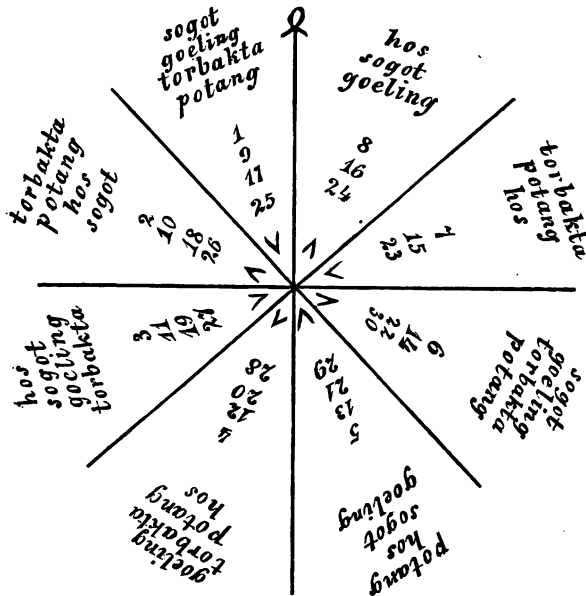 sogot
goeling
torbakta
potang
1
9
17
25
torbakta
potang
hos
sogot
2
10
18
26
hos
sogot
goeling
torbakta
3
11
19
27
goeling
torbakta
potang
hos
4
12
20
28
potang
hos
sogot
goeling
5
13
21
29
sogot
goeling
torbakta
potang
6
14
22
30
torbakta
potang
hos
7
15
23
hos
sogot
goeling
8
16
24